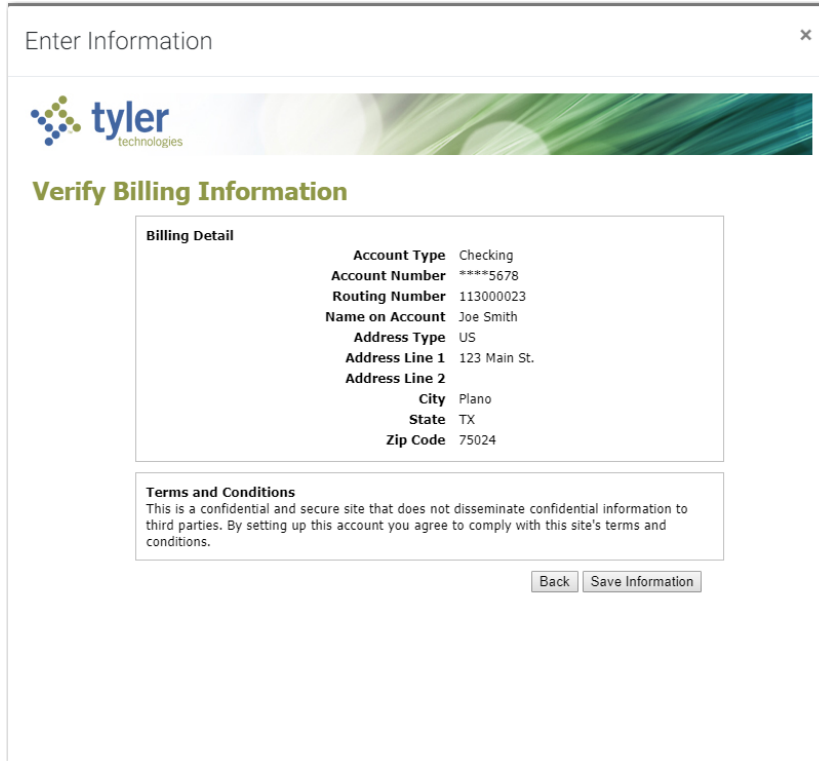 Enter Information ×
tyler
technologies
Verify Billing Information
Billing Detail
Account Type Checking
Account Number ****5678
Routing Number 113000023
Name on Account Joe Smith
Address Type US
Address Line 1 123 Main St.
Address Line 2
City Plano
State TX
Zip Code 75024
Terms and Conditions
This is a confidential and secure site that does not disseminate confidential information to
third parties. By setting up this account you agree to comply with this site's terms and
conditions.
Back Save Information